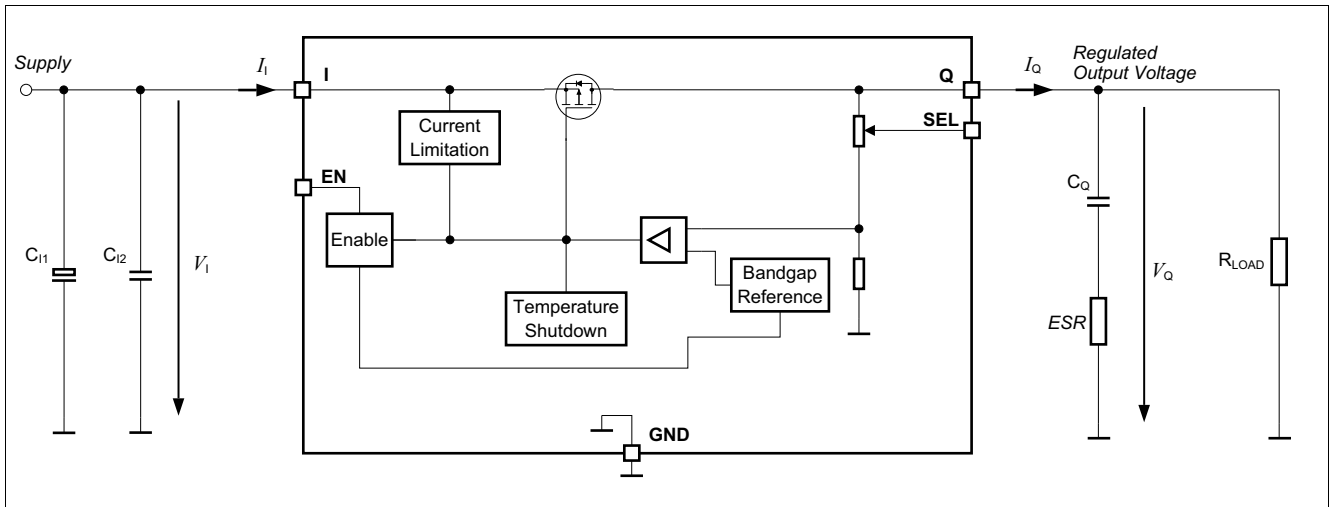 Supply
I_I
I
Q
I_Q
Regulated
Output Voltage
SEL
Current
Limitation
EN
C_Q
Enable
C_I1
C_I2
V_I
Bandgap
Reference
V_Q
R_LOAD
Temperature
Shutdown
ESR
GND